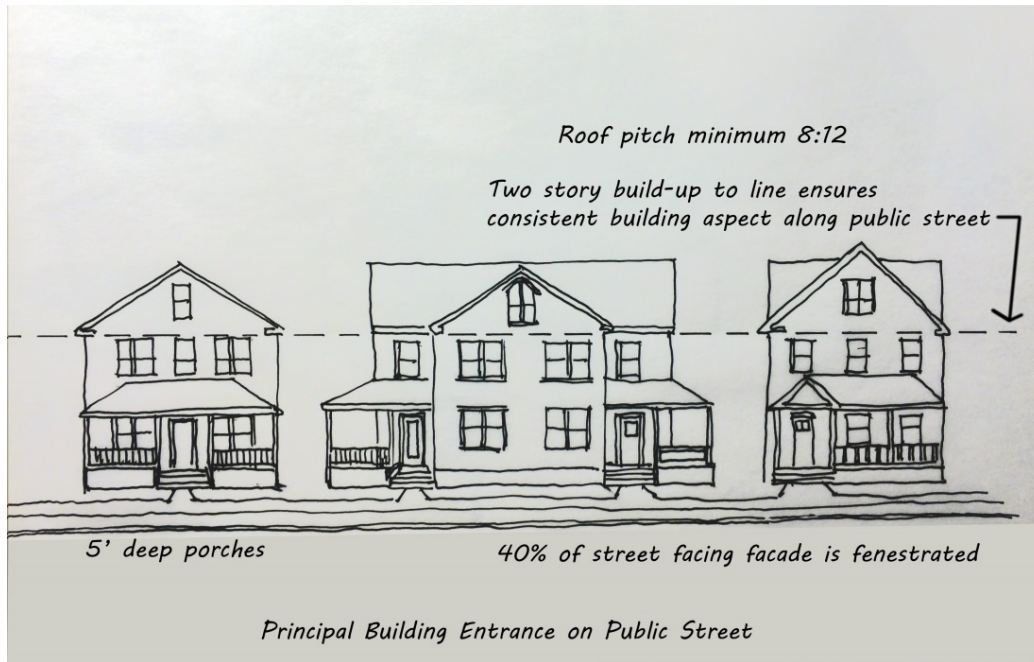 Roof pitch minimum 8:12
Two story build-up to line ensures
consistent building aspect along public street
5' deep porches
40% of street facing facade is fenestrated
Principal Building Entrance on Public Street